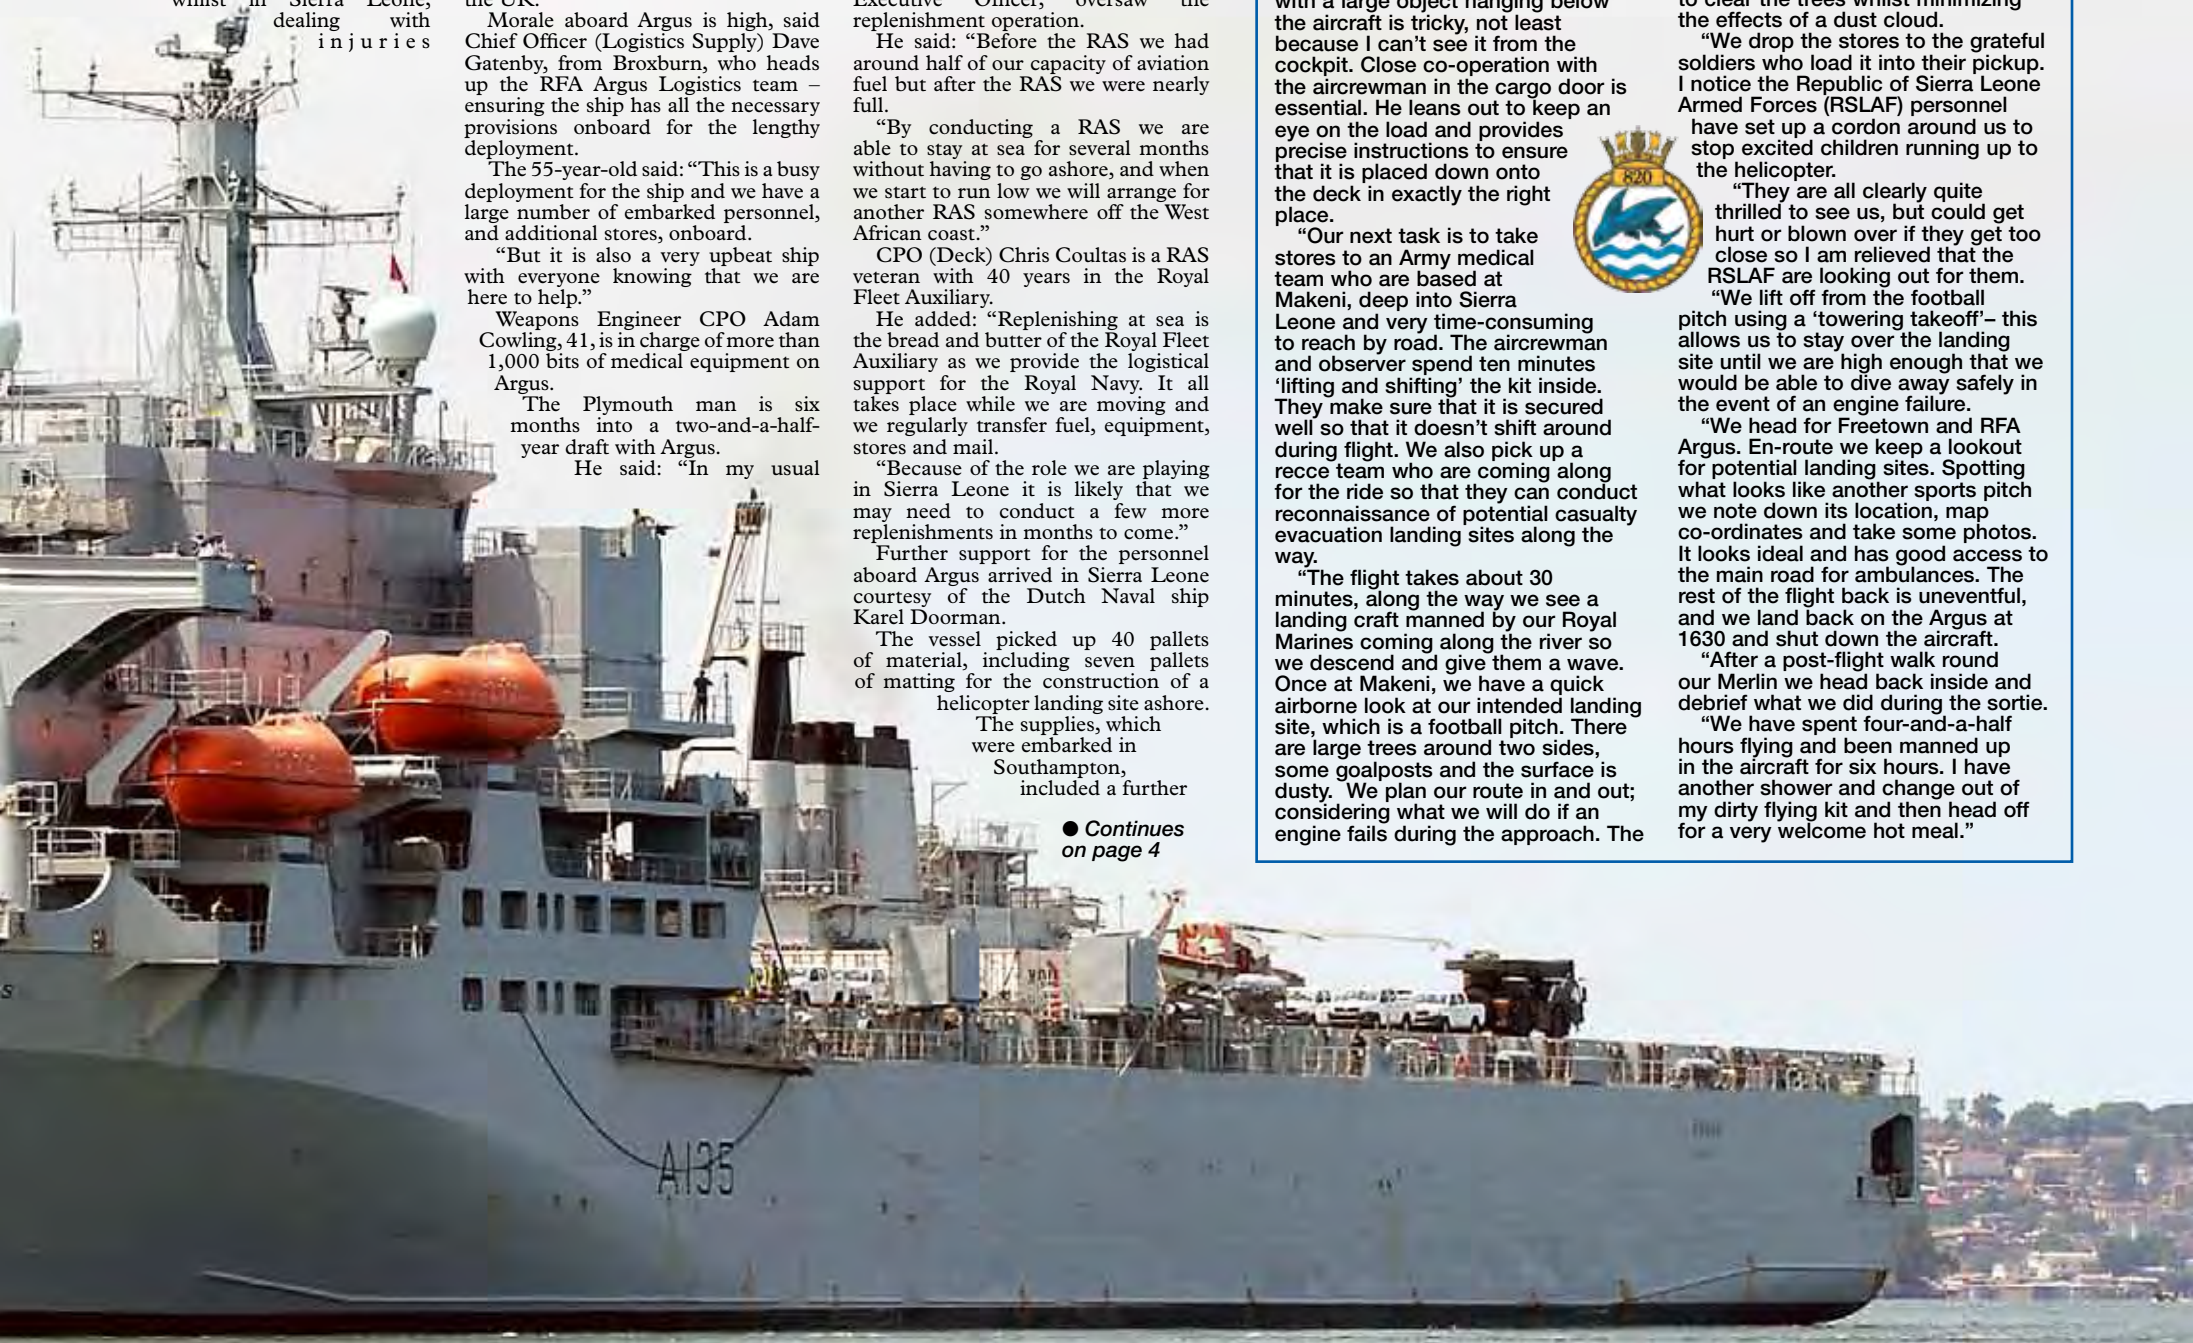 whilst in Sierra Leone,
dealing with
injuries
the UK.
Morale aboard Argus is high, said
Chief Officer (Logistics Supply) Dave
Gatenby, from Broxburn, who heads
up the RFA Argus Logistics team –
ensuring the ship has all the necessary
provisions onboard for the lengthy
deployment.
The 55-year-old said: “This is a busy
deployment for the ship and we have a
large number of embarked personnel,
and additional stores, onboard.
“But it is also a very upbeat ship
with everyone knowing that we are
here to help.”
Weapons Engineer CPO Adam
Cowling, 41, is in charge of more than
1,000 bits of medical equipment on
Argus.
The Plymouth man is six
months into a two-and-a-half-
year draft with Argus.
He said: “In my usual
Executive Officer, oversaw the
replenishment operation.
He said: “Before the RAS we had
around half of our capacity of aviation
fuel but after the RAS we were nearly
full.
“By conducting a RAS we are
able to stay at sea for several months
without having to go ashore, and when
we start to run low we will arrange for
another RAS somewhere off the West
African coast.”
CPO (Deck) Chris Coultas is a RAS
veteran with 40 years in the Royal
Fleet Auxiliary.
He added: “Replenishing at sea is
the bread and butter of the Royal Fleet
Auxiliary as we provide the logistical
support for the Royal Navy. It all
takes place while we are moving and
we regularly transfer fuel, equipment,
stores and mail.
“Because of the role we are playing
in Sierra Leone it is likely that we
may need to conduct a few more
replenishments in months to come.”
Further support for the personnel
aboard Argus arrived in Sierra Leone
courtesy of the Dutch Naval ship
Karel Doorman.
The vessel picked up 40 pallets
of material, including seven pallets
of matting for the construction of a
helicopter landing site ashore.
The supplies, which
were embarked in
Southampton,
included a further
● Continues
on page 4
with a large object hanging below
the aircraft is tricky, not least
because I can’t see it from the
cockpit. Close co-operation with
the aircrewman in the cargo door is
essential. He leans out to keep an
eye on the load and provides
precise instructions to ensure
that it is placed down onto
the deck in exactly the right
place.
“Our next task is to take
stores to an Army medical
team who are based at
Makeni, deep into Sierra
Leone and very time-consuming
to reach by road. The aircrewman
and observer spend ten minutes
‘lifting and shifting’ the kit inside.
They make sure that it is secured
well so that it doesn’t shift around
during flight. We also pick up a
recce team who are coming along
for the ride so that they can conduct
reconnaissance of potential casualty
evacuation landing sites along the
way.
“The flight takes about 30
minutes, along the way we see a
landing craft manned by our Royal
Marines coming along the river so
we descend and give them a wave.
Once at Makeni, we have a quick
airborne look at our intended landing
site, which is a football pitch. There
are large trees around two sides,
some goalposts and the surface is
dusty.  We plan our route in and out;
considering what we will do if an
engine fails during the approach. The
820
to clear the trees whilst minimizing
the effects of a dust cloud.
“We drop the stores to the grateful
soldiers who load it into their pickup.
I notice the Republic of Sierra Leone
Armed Forces (RSLAF) personnel
have set up a cordon around us to
stop excited children running up to
the helicopter.
“They are all clearly quite
thrilled to see us, but could get
hurt or blown over if they get too
close so I am relieved that the
RSLAF are looking out for them.
“We lift off from the football
pitch using a ‘towering takeoff’– this
allows us to stay over the landing
site until we are high enough that we
would be able to dive away safely in
the event of an engine failure.
“We head for Freetown and RFA
Argus. En-route we keep a lookout
for potential landing sites. Spotting
what looks like another sports pitch
we note down its location, map
co-ordinates and take some photos.
It looks ideal and has good access to
the main road for ambulances. The
rest of the flight back is uneventful,
and we land back on the Argus at
1630 and shut down the aircraft.
“After a post-flight walk round
our Merlin we head back inside and
debrief what we did during the sortie.
“We have spent four-and-a-half
hours flying and been manned up
in the aircraft for six hours. I have
another shower and change out of
my dirty flying kit and then head off
for a very welcome hot meal.”
A135